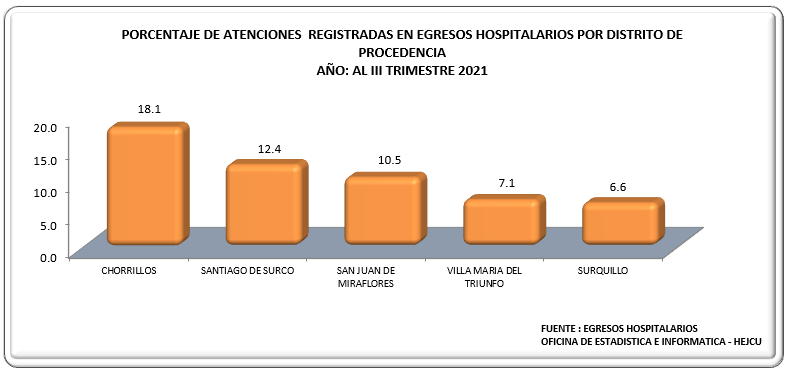 PORCENTAJE DE ATENCIONES REGISTRADAS EN EGRESOS HOSPITALARIOS POR DISTRITO DE
PROCEDENCIA
AÑO: AL III TRIMESTRE 2021
18.1
12.4
10.5
7.1
6.6
20.0
15.0
10.0
5.0
0.0
CHORRILLOS
SANTIAGO DE SURCO
SAN JUAN DE
MIRAFLORES
VILLA MARIA DEL
TRIUNFO
SURQUILLO
FUENTE : EGRESOS HOSPITALARIOS
OFICINA DE ESTADISTICA E INFORMATICA - HEJCU